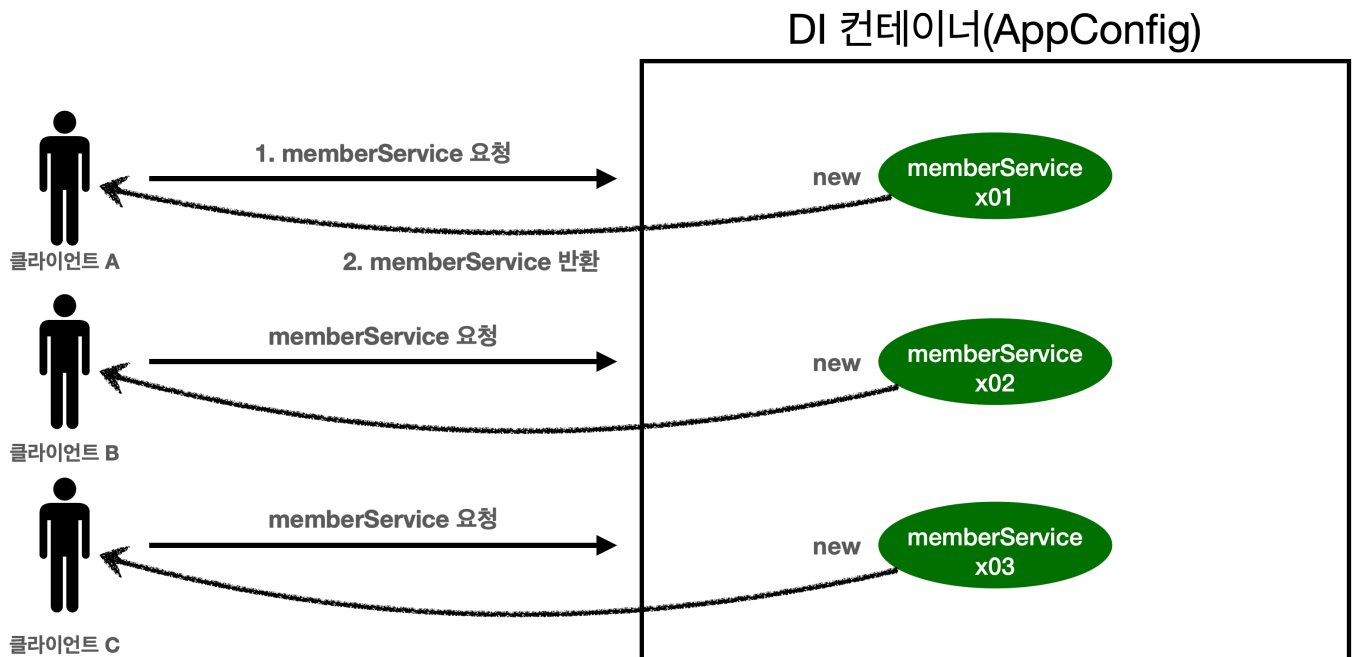 DI 컨테이너(AppConfig)
1. memberService 요청
new
memberService
x01
클라이언트 A
2. memberService 반환
memberService 요청
new
memberService
x02
클라이언트 B
memberService 요청
new
memberService
x03
클라이언트 C